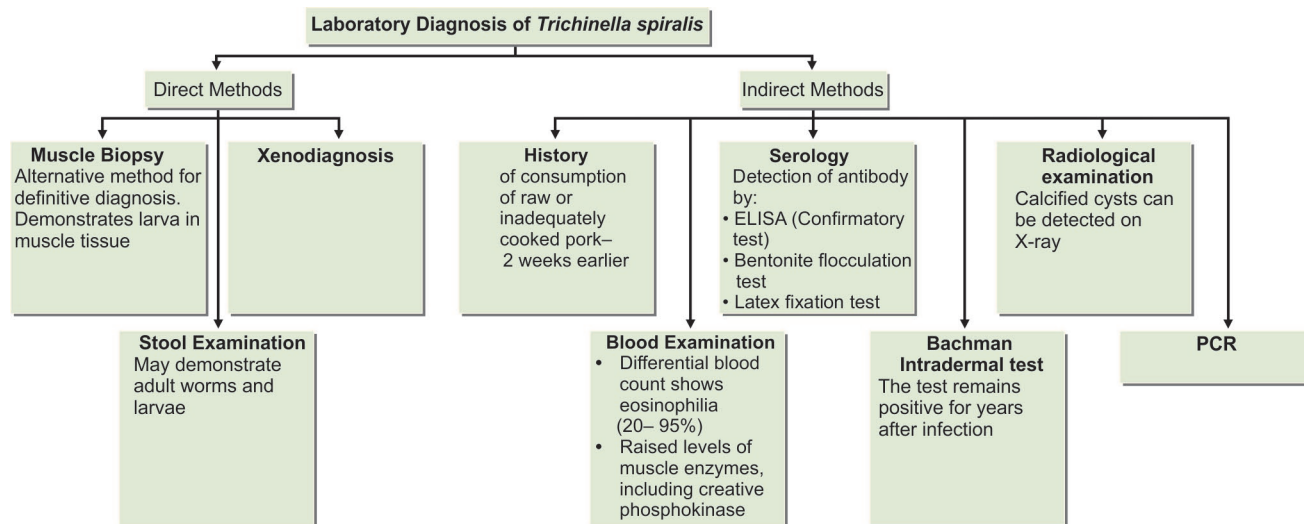 Laboratory Diagnosis of Trichinella spiralis
Direct Methods
Indirect Methods
Muscle Biopsy
Alternative method for
definitive diagnosis.
Demonstrates larva in
muscle tissue
Xenodiagnosis
History
of consumption
of raw or
inadequately
cooked pork–
2 weeks earlier
Serology
Detection of antibody
by:
• ELISA (Confirmatory
test)
• Bentonite flocculation
test
• Latex fixation test
Radiological
examination
Calcified cysts can
be detected on
X-ray
Stool Examination
May demonstrate
adult worms and
larvae
Blood Examination
• Differential blood
count shows
eosinophilia
(20– 95%)
• Raised levels of
muscle enzymes,
including creative
phosphokinase
Bachman
Intradermal test
The test remains
positive for years
after infection
PCR